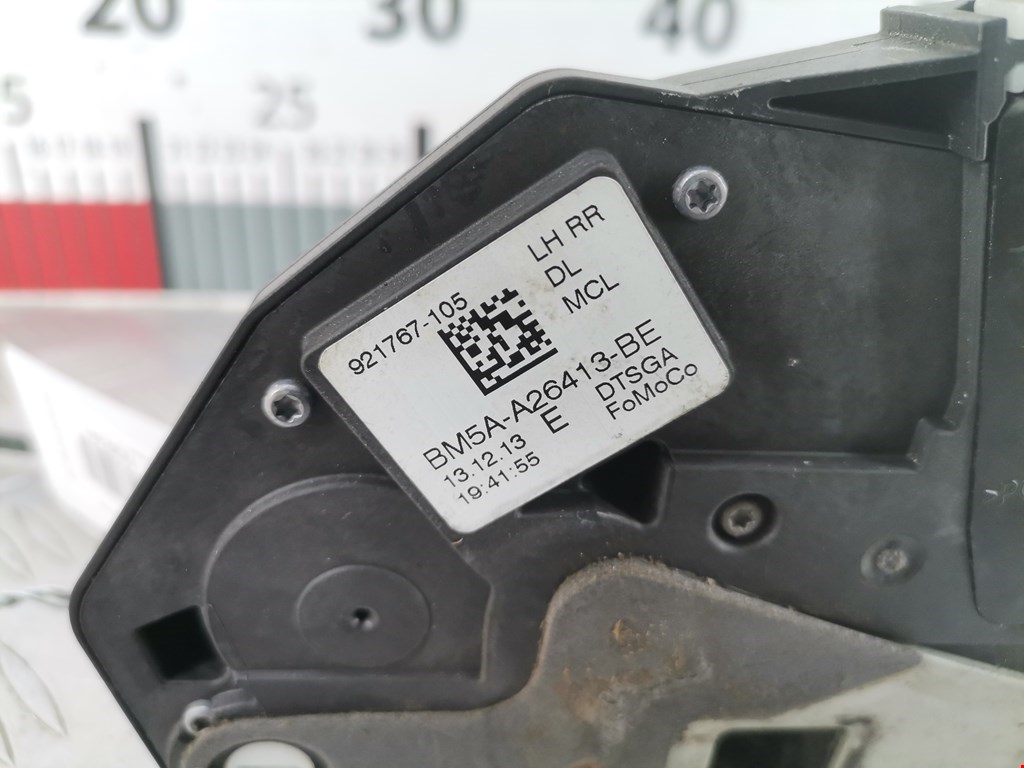 20 30 40
5 25
LH RR
DL
MCL
921767-105
BM5A-A26413-BE
13.12.13 E DTSGA
19:41:55 FoMoCo